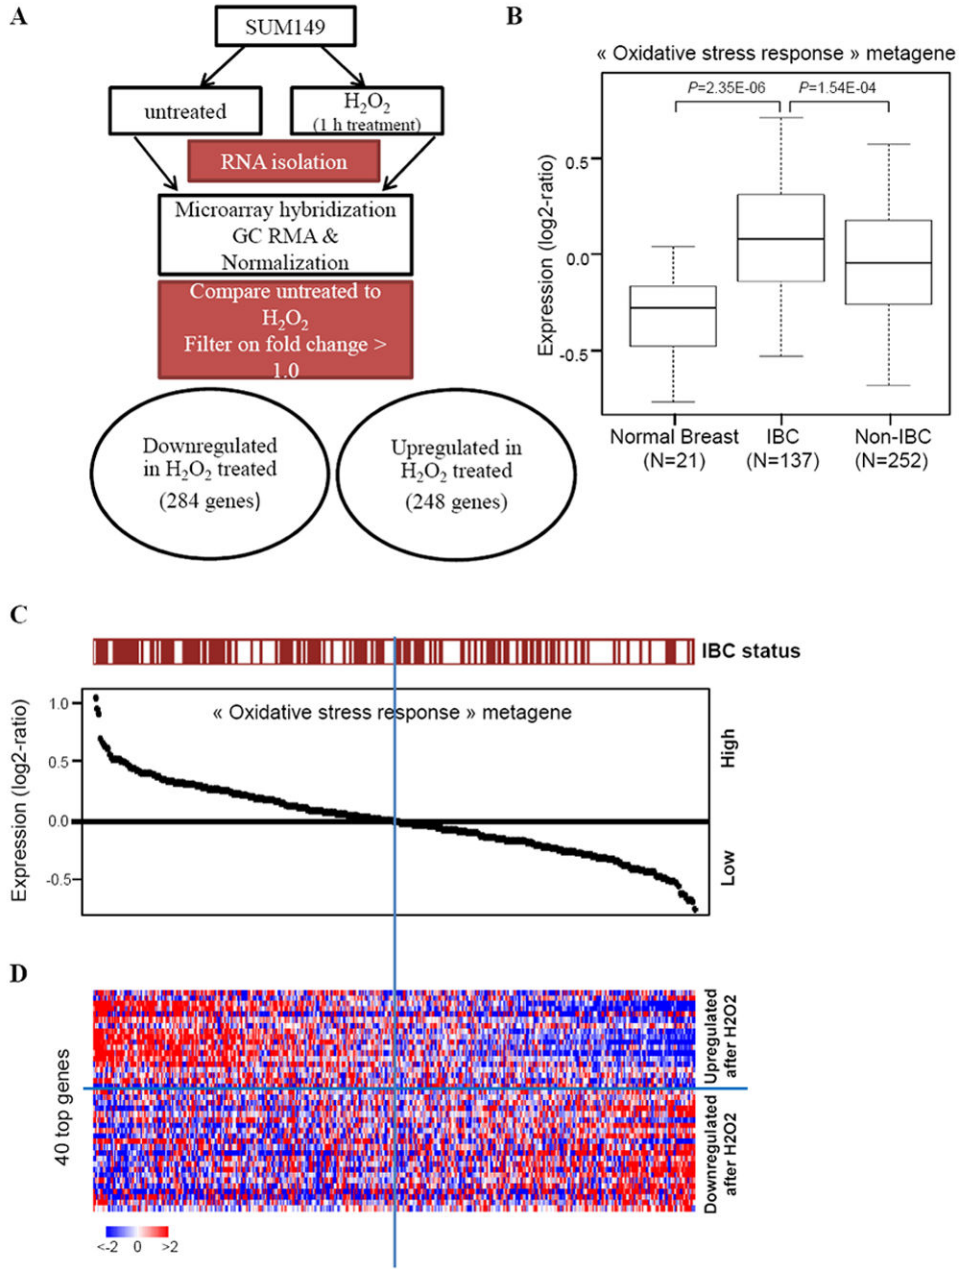 A
SUM149
untreated
H₂O₂
(1 h treatment)
RNA isolation
Microarray hybridization
GC RMA &
Normalization
Compare untreated to
H₂O₂
Filter on fold change >
1.0
Downregulated
in H₂O₂ treated
(284 genes)
Upregulated in
H₂O₂ treated
(248 genes)
B
« Oxidative stress response » metagene
P=2.35E-06
P=1.54E-04
Expression (log2-ratio)
0.5
0.0
-0.5
Normal Breast
(N=21)
IBC
(N=137)
Non-IBC
(N=252)
C
IBC status
« Oxidative stress response » metagene
Expression (log2-ratio)
1.0
0.5
0.0
-0.5
High
Low
D
40 top genes
Upregulated
after H2O2
Downregulated
after H2O2
<-2 0 >2